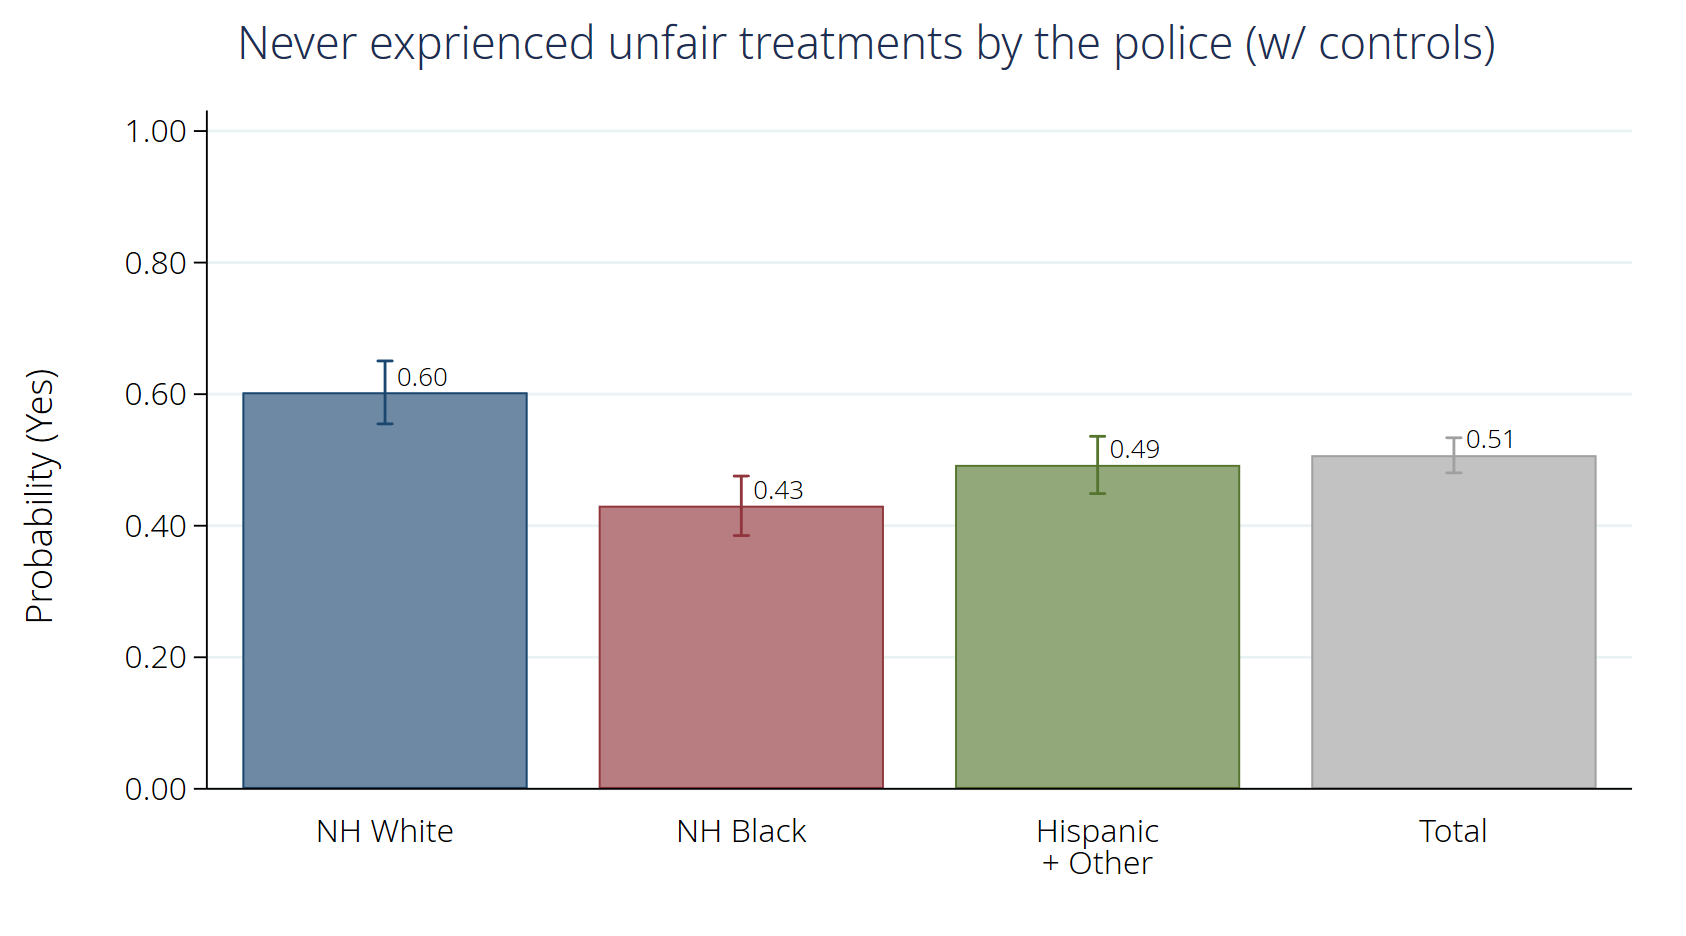 Never exprienced unfair treatments by the police (w/ controls)
Probability (Yes)
1.00
0.80
0.60
0.40
0.20
0.00
0.60
0.43
0.49
0.51
NH White
NH Black
Hispanic
+ Other
Total